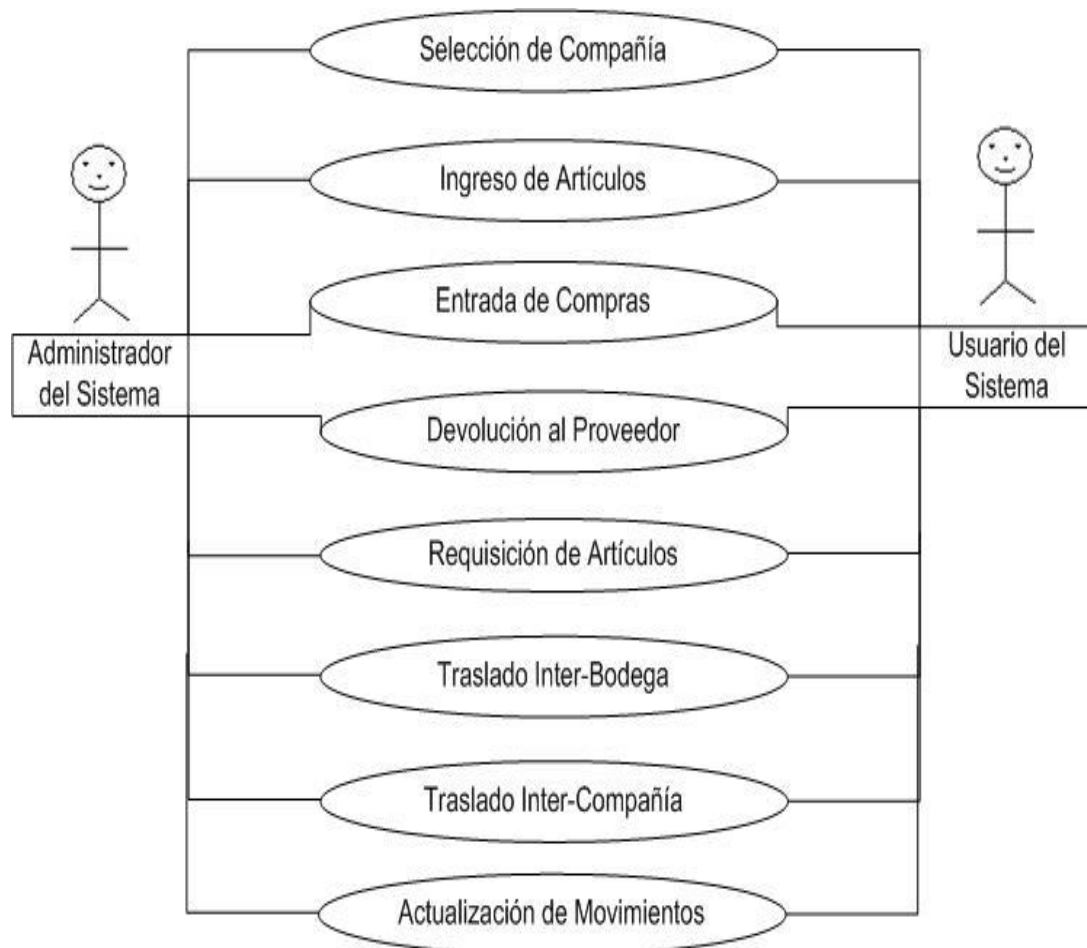 Selección de Compañía
Ingreso de Artículos
Entrada de Compras
Administrador
del Sistema
Usuario del
Sistema
Devolución al Proveedor
Requisición de Artículos
Traslado Inter-Bodega
Traslado Inter-Compañía
Actualización de Movimientos